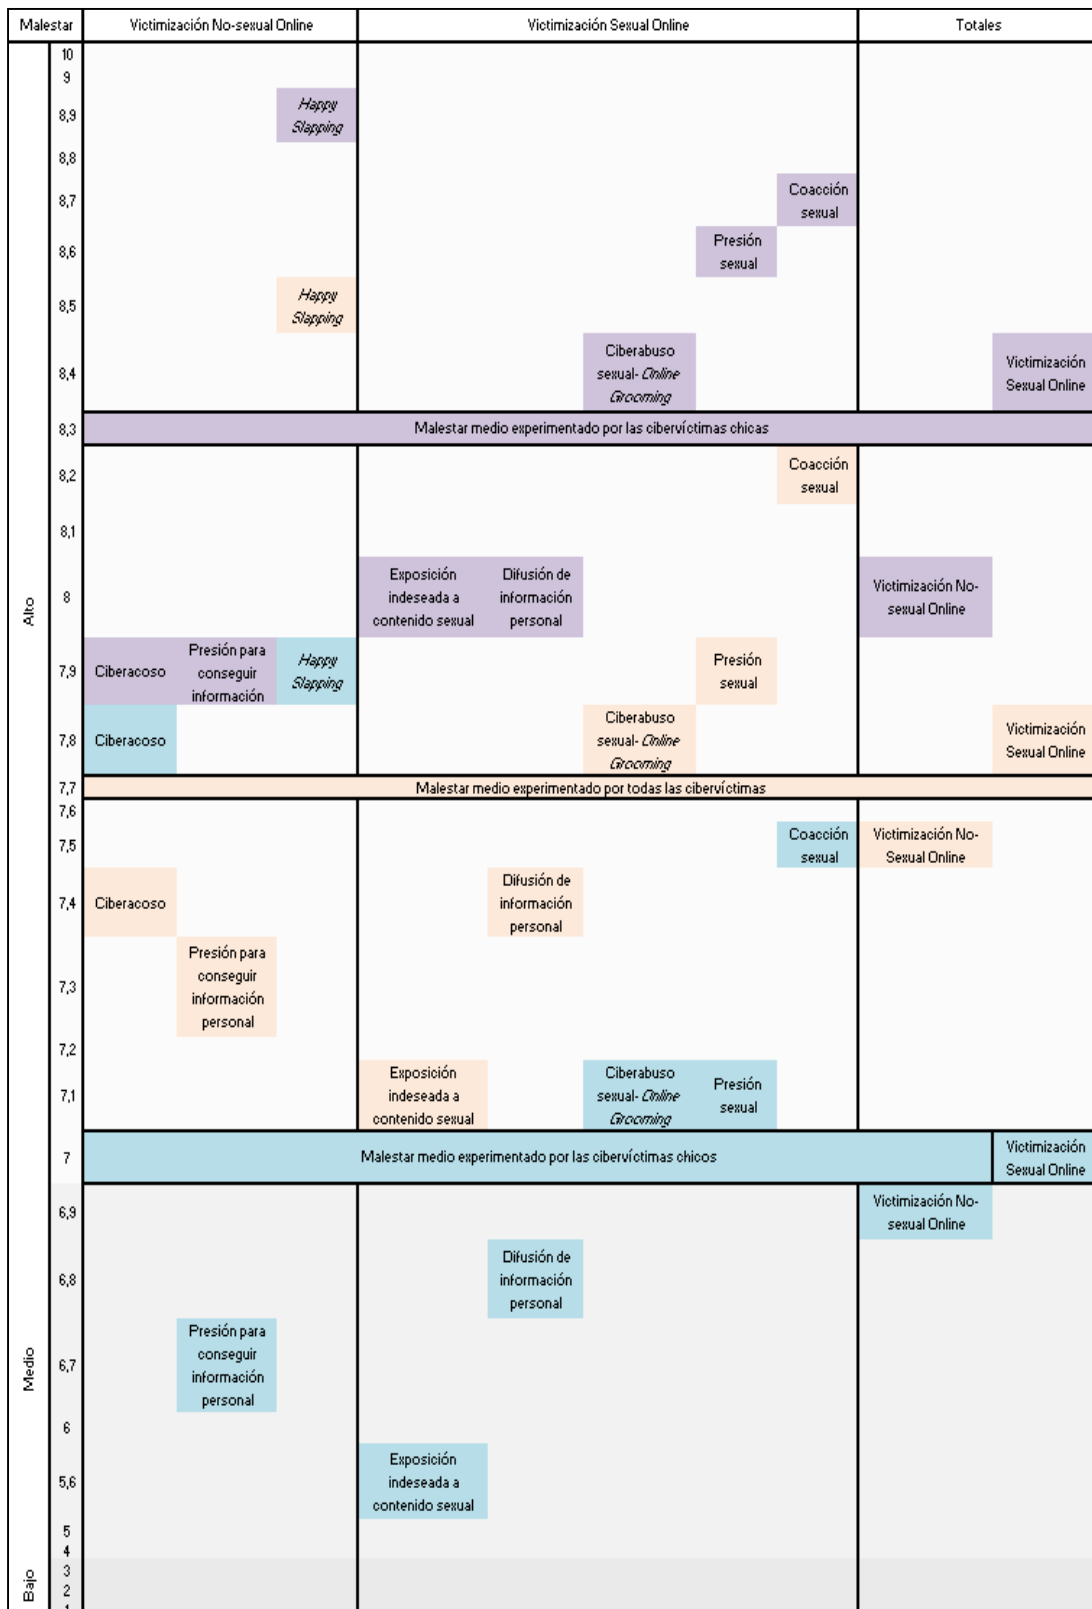 Malestar
Victimización No-sexual Online
Victimización Sexual Online
Totales
Alto
10
9
8,9
Happy
Slapping
8,8
8,7
Coacción
sexual
8,6
Presión
sexual
8,5
Happy
Slapping
8,4
Ciberabuso
sexual- Online
Grooming
Victimización
Sexual Online
8,3
Malestar medio experimentado por las cibervíctimas chicas
8,2
Coacción
sexual
8,1
8
Exposición
indeseada a
contenido sexual
Difusión de
información
personal
Victimización No-
sexual Online
7,9
Ciberacoso
Presión para
conseguir
información
Happy
Slapping
Presión
sexual
7,8
Ciberacoso
Ciberabuso
sexual- Online
Grooming
Victimización
Sexual Online
7,7
Malestar medio experimentado por todas las cibervíctimas
7,6
7,5
Coacción
sexual
Victimización No-
Sexual Online
7,4
Ciberacoso
Difusión de
información
personal
7,3
Presión para
conseguir
información
personal
7,2
7,1
Exposición
indeseada a
contenido sexual
Ciberabuso
sexual- Online
Grooming
Presión
sexual
7
Malestar medio experimentado por las cibervíctimas chicos
Victimización
Sexual Online
Medio
6,9
Victimización No-
sexual Online
6,8
Difusión de
información
personal
6,7
Presión para
conseguir
información
personal
6
5,6
Exposición
indeseada a
contenido sexual
5
4
Bajo
3
2
1